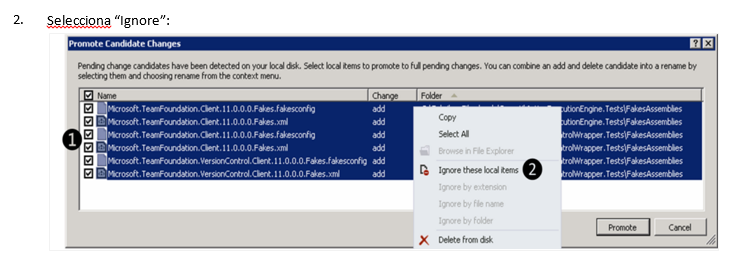 2. Selecciona “Ignore”:
Promote Candidate Changes
Pending change candidates have been detected on your local disk. Select local items to promote to full pending changes. You can combine an add and delete candidate into a rename by
selecting them and choosing rename from the context menu.
Name Change Folder
Microsoft.TeamFoundation.Client.11.0.0.0.Fakes.fakesconfig add cutionEngine.Tests\FakesAssemblies
Microsoft.TeamFoundation.Client.11.0.0.0.Fakes.xml add cutionEngine.Tests\FakesAssemblies
Microsoft.TeamFoundation.Client.11.0.0.0.Fakes.fakesconfig add trolWrapper.Tests\FakesAssemblies
Microsoft.TeamFoundation.Client.11.0.0.0.Fakes.xml add trolWrapper.Tests\FakesAssemblies
Microsoft.TeamFoundation.VersionControl.Client.11.0.0.0.Fakes.fakesconfig add trolWrapper.Tests\FakesAssemblies
Microsoft.TeamFoundation.VersionControl.Client.11.0.0.0.Fakes.xml add trolWrapper.Tests\FakesAssemblies
1
Copy
Select All
Browse in File Explorer
Ignore these local items 2
Ignore by extension
Ignore by file name
Ignore by folder
Delete from disk
Promote Cancel